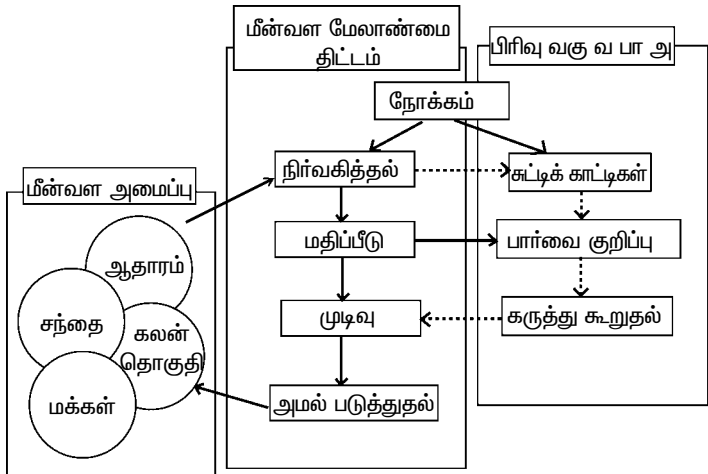 மீன்வள மேலாண்மை
திட்டம்
பிரிவு வகு வ பா அ
நோக்கம்
நிர்வகித்தல்
சுட்டிக் காட்டிகள்
மீன்வள அமைப்பு
மதிப்பீடு
பார்வை குறிப்பு
ஆதாரம்
சந்தை
கலன்
தொகுதி
முடிவு
கருத்து கூறுதல்
மக்கள்
அமல் படுத்துதல்